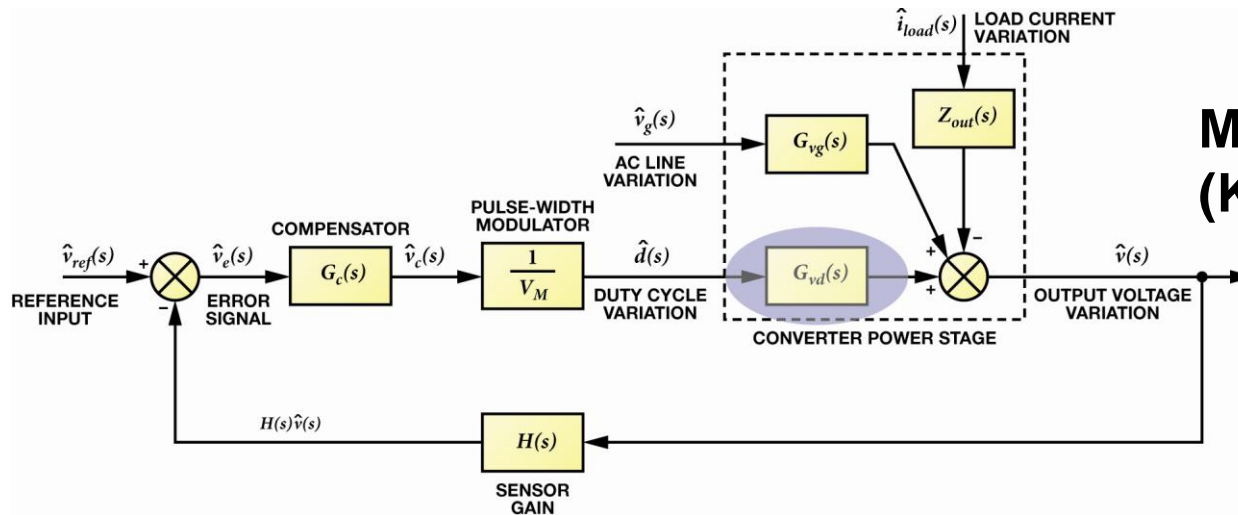 î_load(s)
LOAD CURRENT
VARIATION
Z_out(s)
v̂_g(s)
AC LINE
VARIATION
G_vg(s)
M
(K
COMPENSATOR
PULSE-WIDTH
MODULATOR
v̂_ref(s)
+
REFERENCE
INPUT
−
v̂_e(s)
ERROR
SIGNAL
G_c(s)
v̂_c(s)
1
V_M
d̂(s)
DUTY CYCLE
VARIATION
G_vd(s)
+
+
−
v̂(s)
OUTPUT VOLTAGE
VARIATION
CONVERTER POWER STAGE
H(s)v̂(s)
H(s)
SENSOR
GAIN